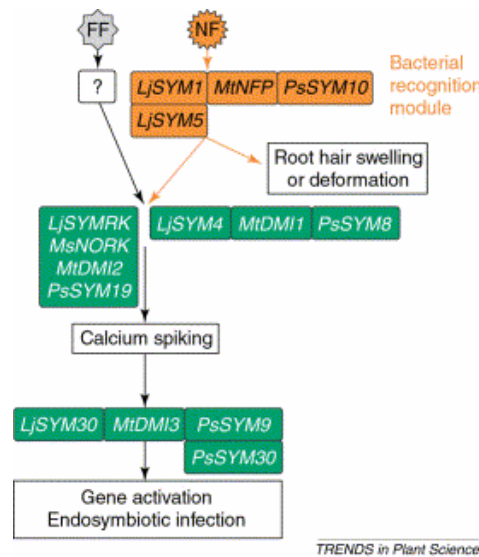 FF
NF
?
LjSYM1 MtNFP PsSYM10
LjSYM5
Bacterial
recognition
module
Root hair swelling
or deformation
LjSYMRK
MsNORK
MtDMI2
PsSYM19
LjSYM4 MtDMI1 PsSYM8
Calcium spiking
LjSYM30 MtDMI3 PsSYM9
PsSYM30
Gene activation
Endosymbiotic infection
TRENDS in Plant Science